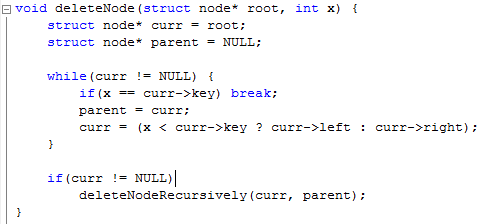 void deleteNode(struct node* root, int x) {
    struct node* curr = root;
    struct node* parent = NULL;

    while(curr != NULL) {
        if(x == curr->key) break;
        parent = curr;
        curr = (x < curr->key ? curr->left : curr->right);
    }

    if(curr != NULL)
        deleteNodeRecursively(curr, parent);
}